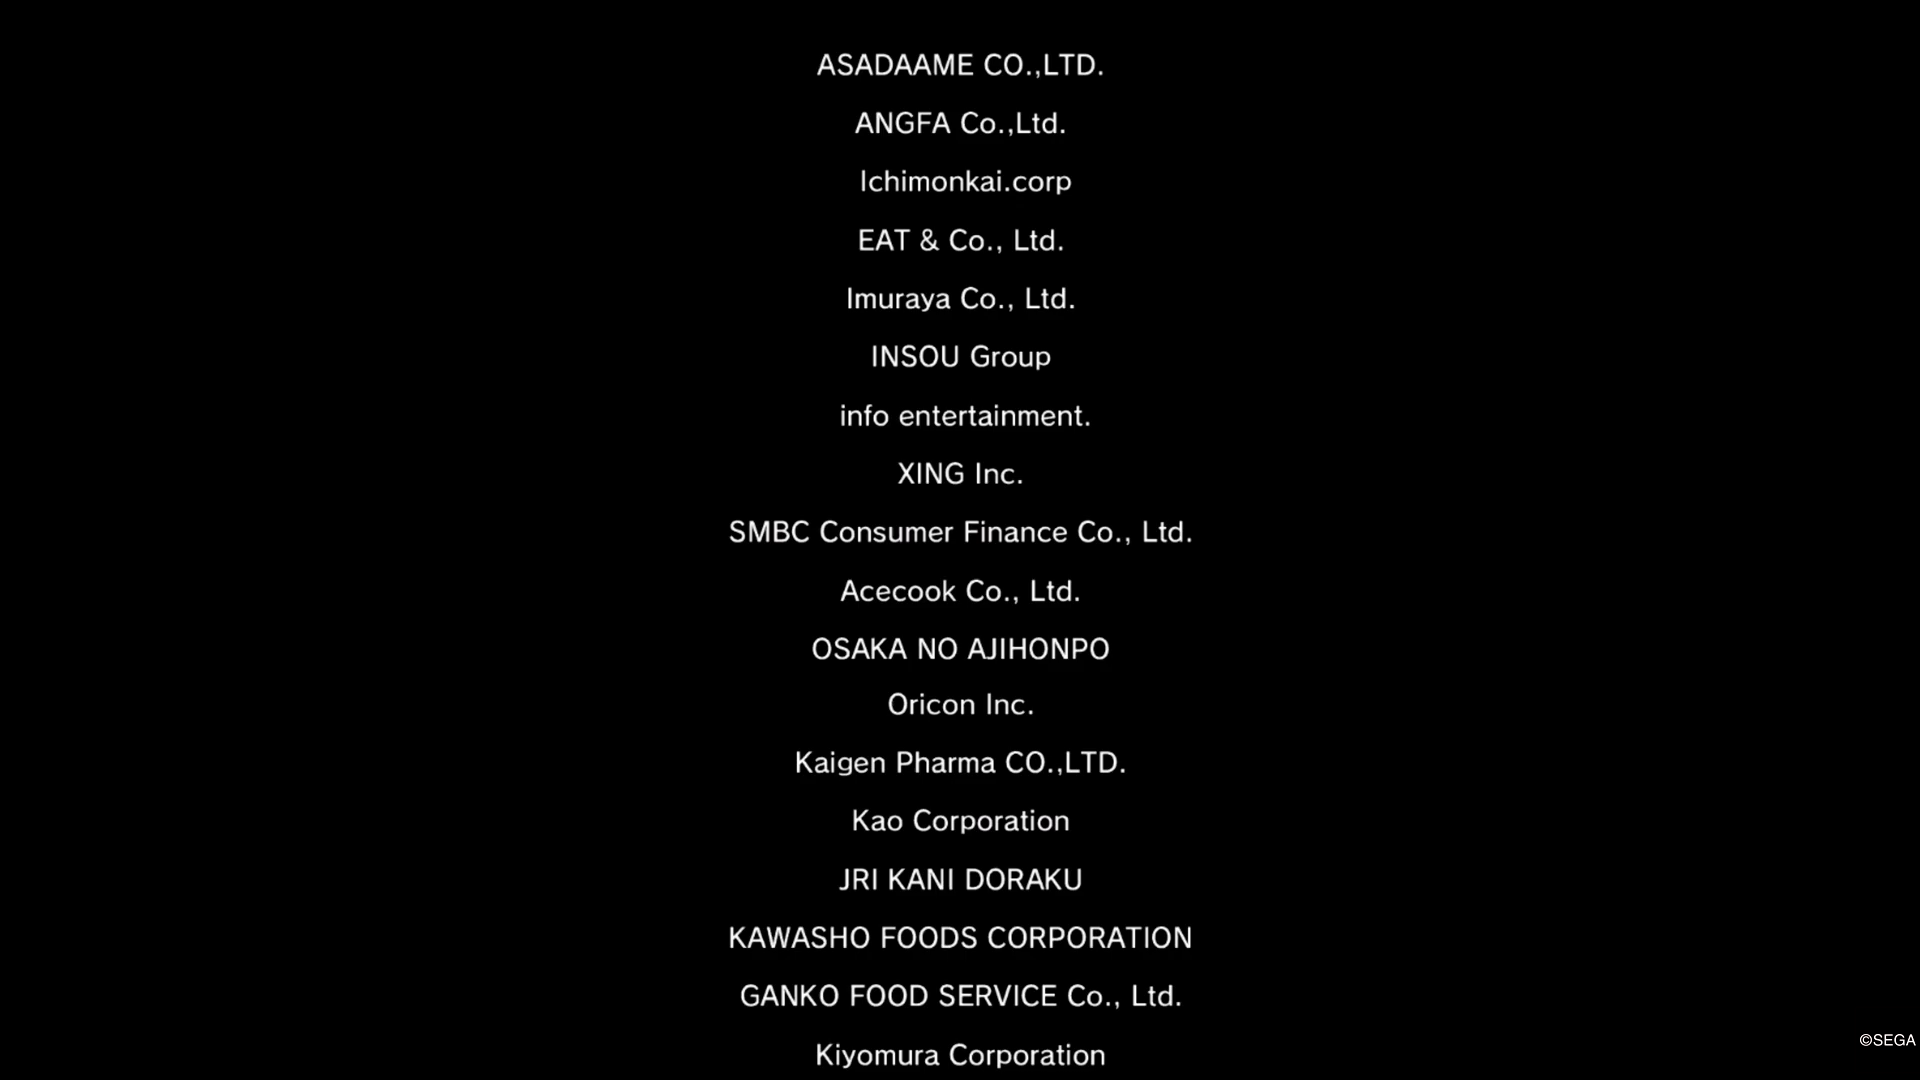 ASADAAME CO.,LTD.
ANGFA Co.,Ltd.
Ichimonkai.corp
EAT & Co., Ltd.
Imuraya Co., Ltd.
INSOU Group
info entertainment.
XING Inc.
SMBC Consumer Finance Co., Ltd.
Acecook Co., Ltd.
OSAKA NO AJIHONPO
Oricon Inc.
Kaigen Pharma CO.,LTD.
Kao Corporation
JRI KANI DORAKU
KAWASHO FOODS CORPORATION
GANKO FOOD SERVICE Co., Ltd.
©SEGA
Kiyomura Corporation